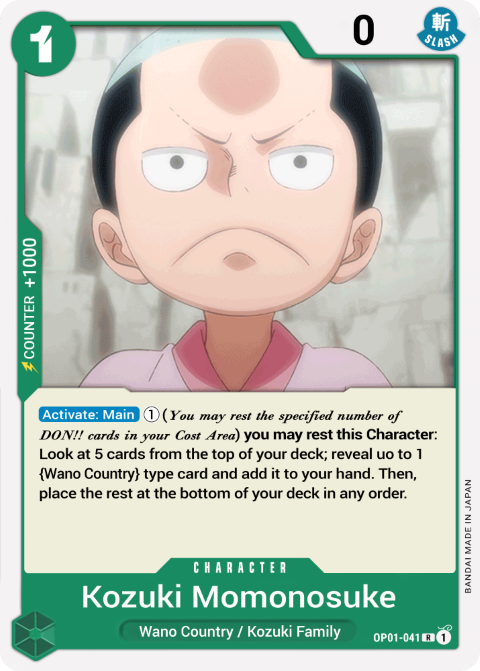 1
0
斬
SLASH
COUNTER +1000
Activate: Main ① (You may rest the specified number of
DON!! cards in your Cost Area) you may rest this Character:
Look at 5 cards from the top of your deck; reveal up to 1
{Wano Country} type card and add it to your hand. Then,
place the rest at the bottom of your deck in any order.
BANDAI MADE IN JAPAN
CHARACTER
Kozuki Momonosuke
Wano Country / Kozuki Family
OP01-041 R 1